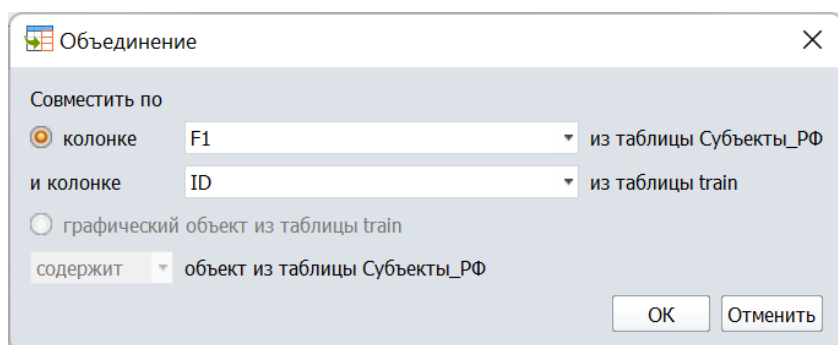 Объединение
Совместить по
колонке F1 из таблицы Субъекты_РФ
и колонке ID из таблицы train
графический объект из таблицы train
содержит объект из таблицы Субъекты_РФ
ОК Отменить